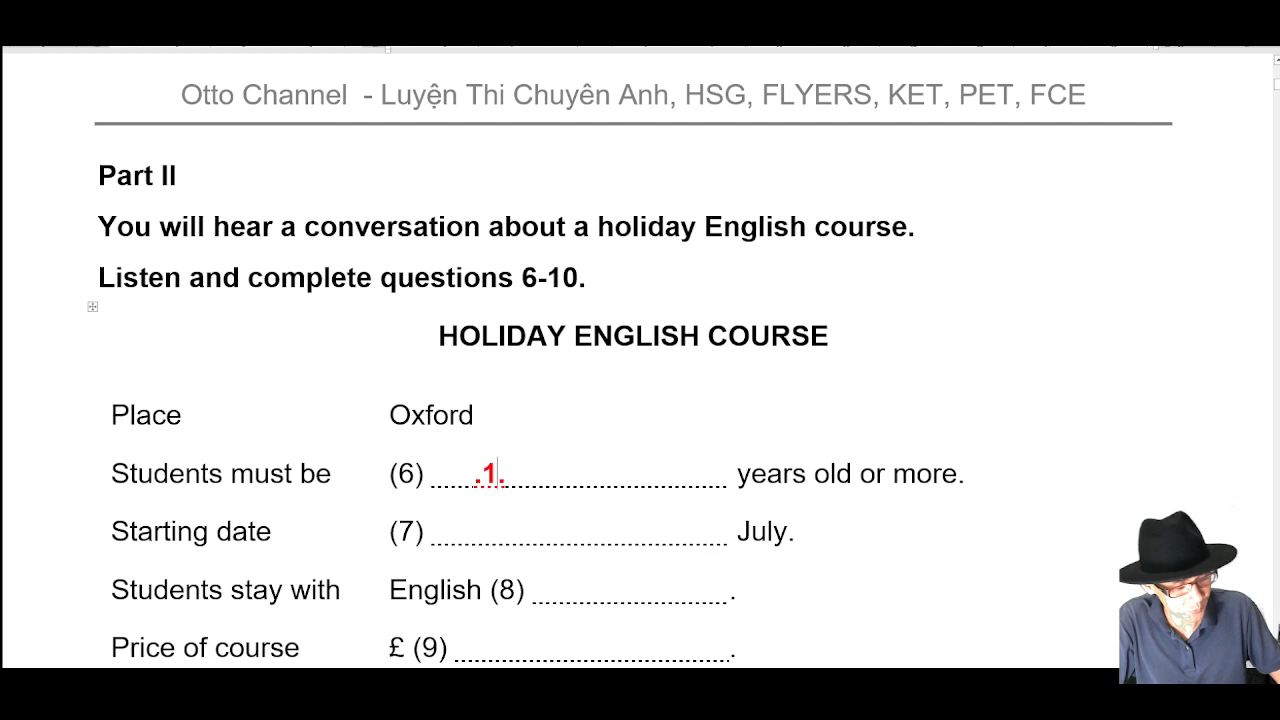 Otto Channel - Luyện Thi Chuyên Anh, HSG, FLYERS, KET, PET, FCE
Part II
You will hear a conversation about a holiday English course.
Listen and complete questions 6-10.
HOLIDAY ENGLISH COURSE
Place Oxford
Students must be (6) .....1. ..... years old or more.
Starting date (7) ..... July.
Students stay with English (8) ..... .
Price of course £ (9) ..... .